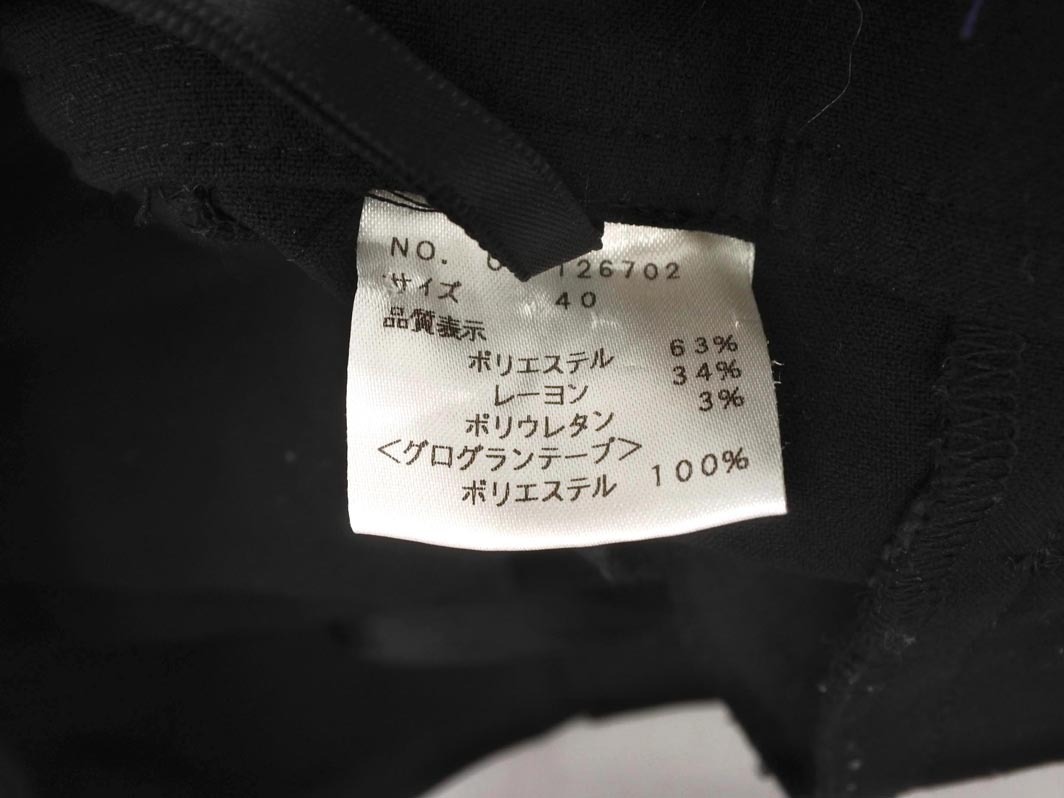 NO. 126702
サイズ 40
品質表示
ポリエステル 63%
レーヨン 34%
ポリウレタン 3%
<グログランテープ>
ポリエステル 100%